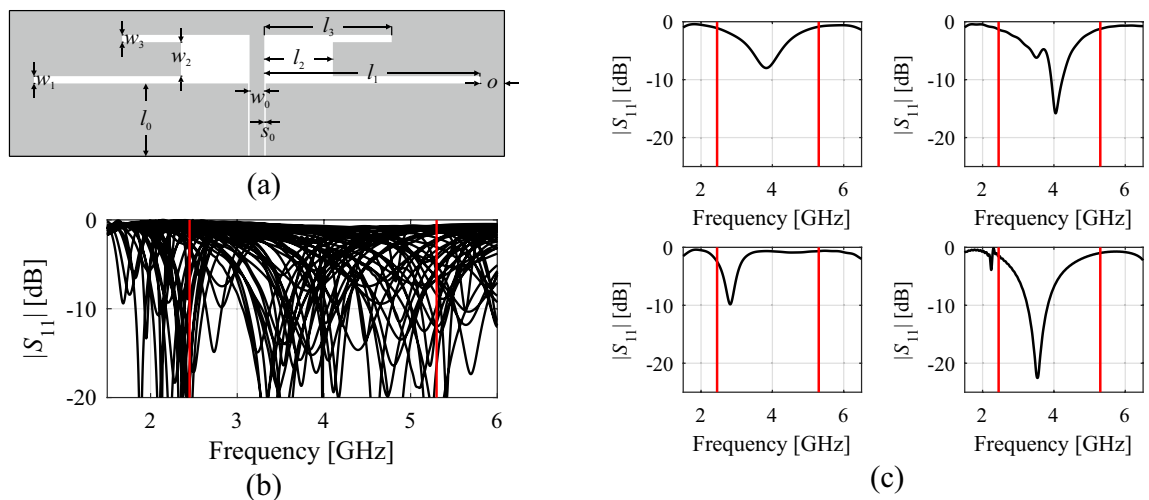 l3
w3
w2
l2
l1
w1
o
w0
l0
s0
(a)
0
-10
-20
|S11| [dB]
2 3 4 5 6
Frequency [GHz]
(b)
0
-10
-20
|S11| [dB]
2 4 6
Frequency [GHz]
0
-10
-20
|S11| [dB]
2 4 6
Frequency [GHz]
0
-10
-20
|S11| [dB]
2 4 6
Frequency [GHz]
0
-10
-20
|S11| [dB]
2 4 6
Frequency [GHz]
(c)